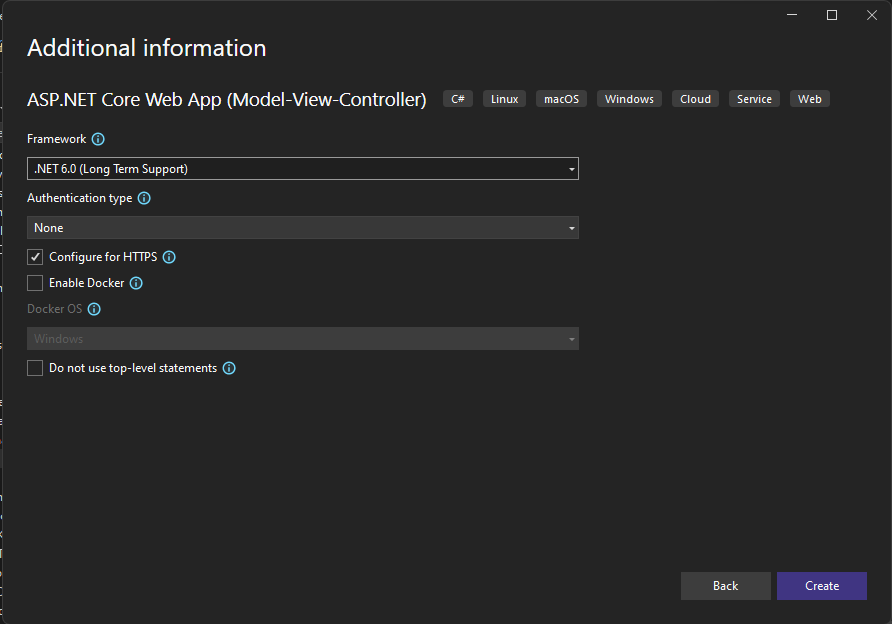 Additional information
ASP.NET Core Web App (Model-View-Controller) C# Linux macOS Windows Cloud Service Web
Framework
.NET 6.0 (Long Term Support)
Authentication type
None
Configure for HTTPS
Enable Docker
Docker OS
Windows
Do not use top-level statements
Back Create